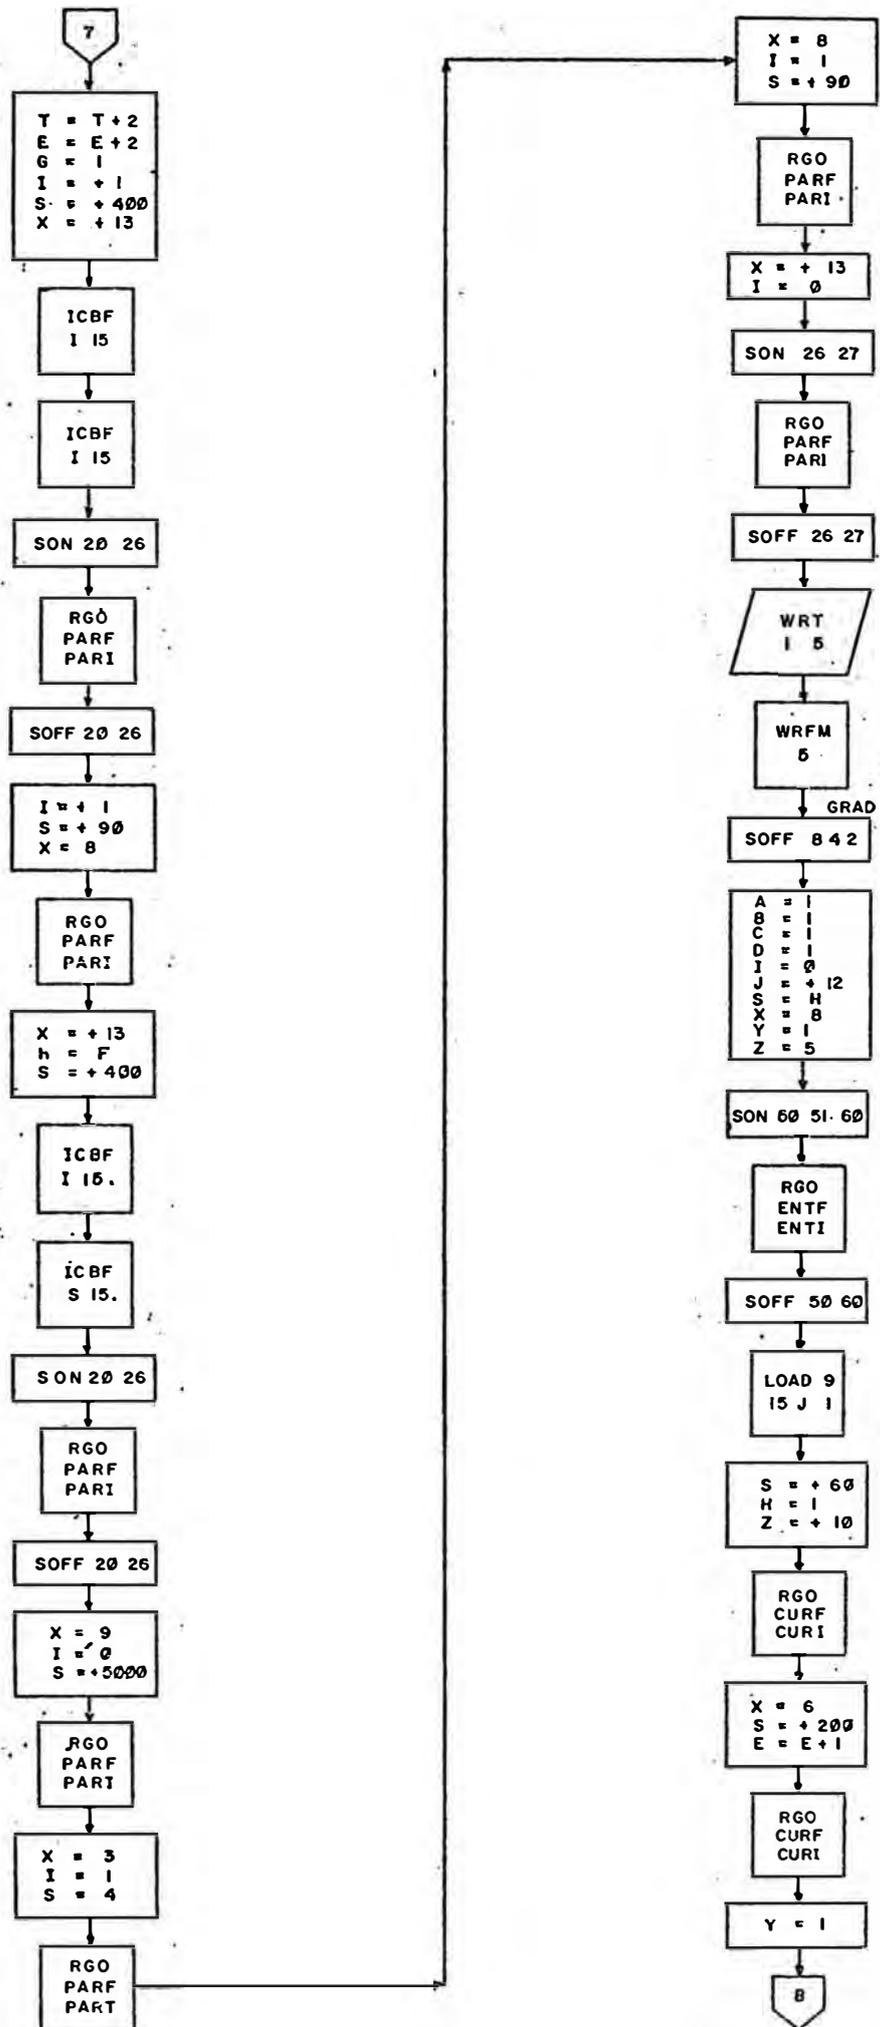 7
T = T+2
E = E+2
G = 1
I = + 1
S = + 400
X = + 13
ICBF
I 15
ICBF
I 15
SON 20 26
RGO
PARF
PARI
SOFF 20 26
I = + 1
S = + 90
X = 8
RGO
PARF
PARI
X = +13
h = F
S = +400
ICBF
I 15.
ICBF
S 15.
SON 20 26
RGO
PARF
PARI
SOFF 20 26
X = 9
I = 0
S = +5000
RGO
PARF
PARI
X = 3
I = 1
S = 4
RGO
PARF
PART
X = 8
I = 1
S = + 90
RGO
PARF
PARI
X = + 13
I = 0
SON 26 27
RGO
PARF
PARI
SOFF 26 27
WRT
1 5
WRFM
5
GRAD
SOFF 8 4 2
A = 1
B = 1
C = 1
D = 1
I = 0
J = + 12
S = H
X = 8
Y = 1
Z = 5
SON 50 51 60
RGO
ENTF
ENTI
SOFF 50 60
LOAD 9
15 J 1
S = + 60
H = 1
Z = + 10
RGO
CURF
CURI
X = 6
S = + 200
E = E+1
RGO
CURF
CURI
Y = 1
8